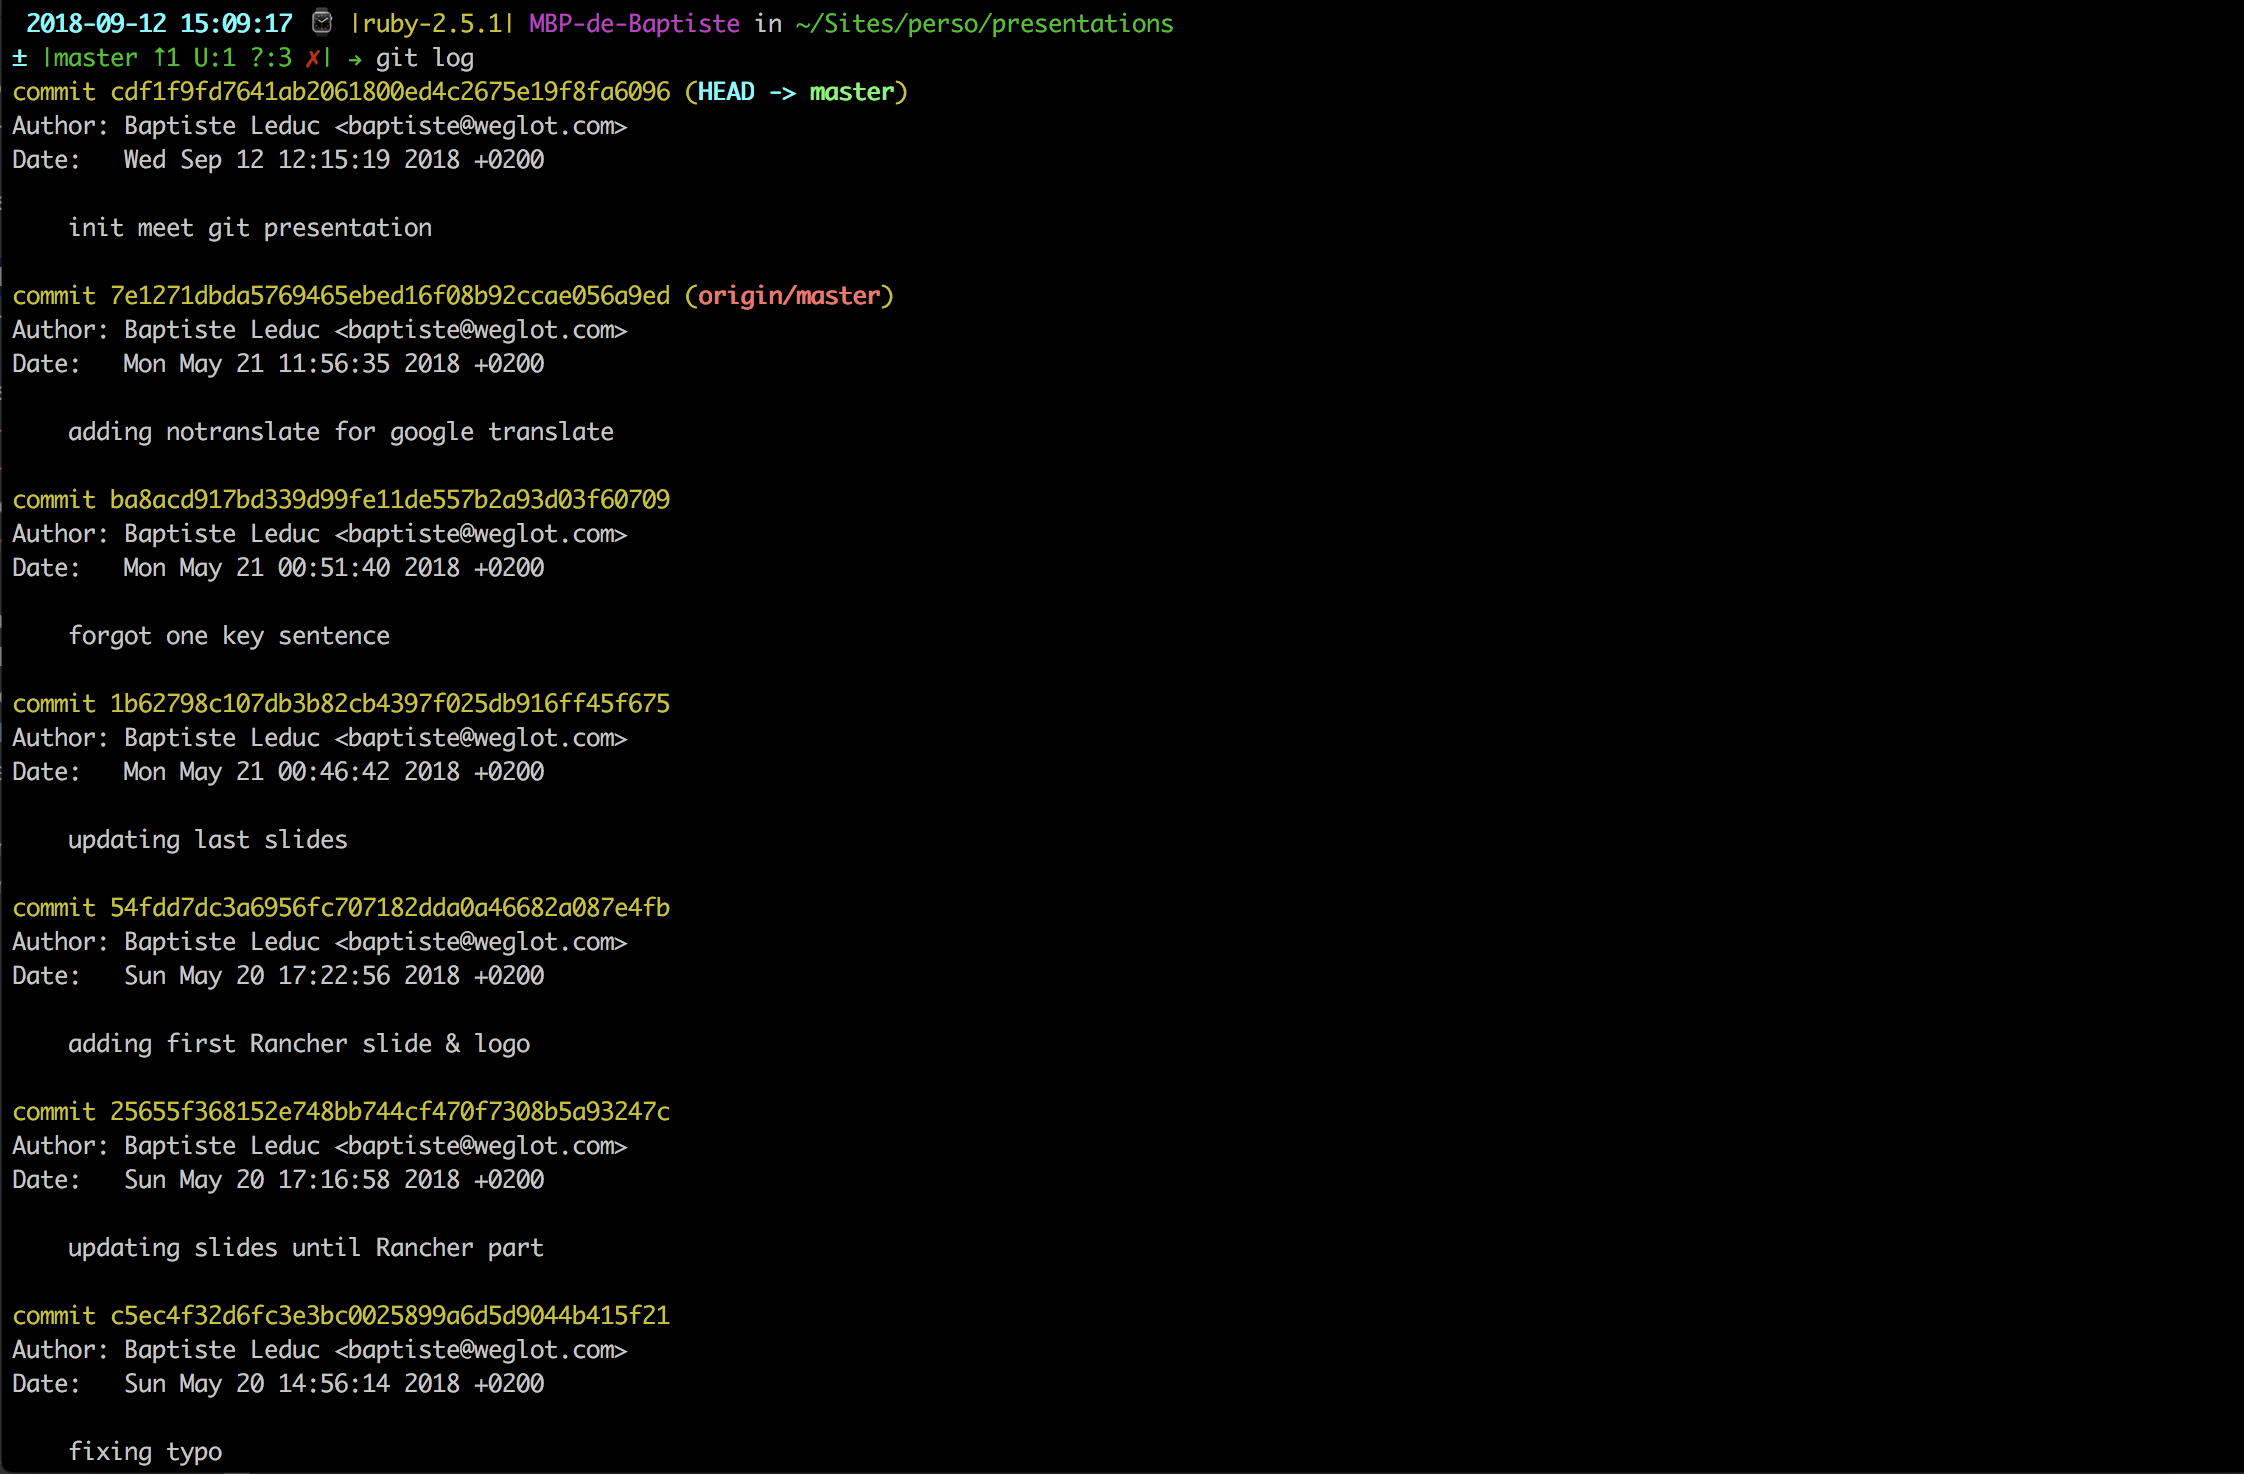 2018-09-12 15:09:17 ⌚ |ruby-2.5.1| MBP-de-Baptiste in ~/Sites/perso/presentations
± |master ↑1 U:1 ?:3 ✗| → git log
commit cdf1f9fd7641ab2061800ed4c2675e19f8fa6096 (HEAD -> master)
Author: Baptiste Leduc <baptiste@weglot.com>
Date:   Wed Sep 12 12:15:19 2018 +0200
init meet git presentation
commit 7e1271dbda5769465ebed16f08b92ccae056a9ed (origin/master)
Author: Baptiste Leduc <baptiste@weglot.com>
Date:   Mon May 21 11:56:35 2018 +0200
adding notranslate for google translate
commit ba8acd917bd339d99fe11de557b2a93d03f60709
Author: Baptiste Leduc <baptiste@weglot.com>
Date:   Mon May 21 00:51:40 2018 +0200
forgot one key sentence
commit 1b62798c107db3b82cb4397f025db916ff45f675
Author: Baptiste Leduc <baptiste@weglot.com>
Date:   Mon May 21 00:46:42 2018 +0200
updating last slides
commit 54fdd7dc3a6956fc707182dda0a46682a087e4fb
Author: Baptiste Leduc <baptiste@weglot.com>
Date:   Sun May 20 17:22:56 2018 +0200
adding first Rancher slide & logo
commit 25655f368152e748bb744cf470f7308b5a93247c
Author: Baptiste Leduc <baptiste@weglot.com>
Date:   Sun May 20 17:16:58 2018 +0200
updating slides until Rancher part
commit c5ec4f32d6fc3e3bc0025899a6d5d9044b415f21
Author: Baptiste Leduc <baptiste@weglot.com>
Date:   Sun May 20 14:56:14 2018 +0200
fixing typo